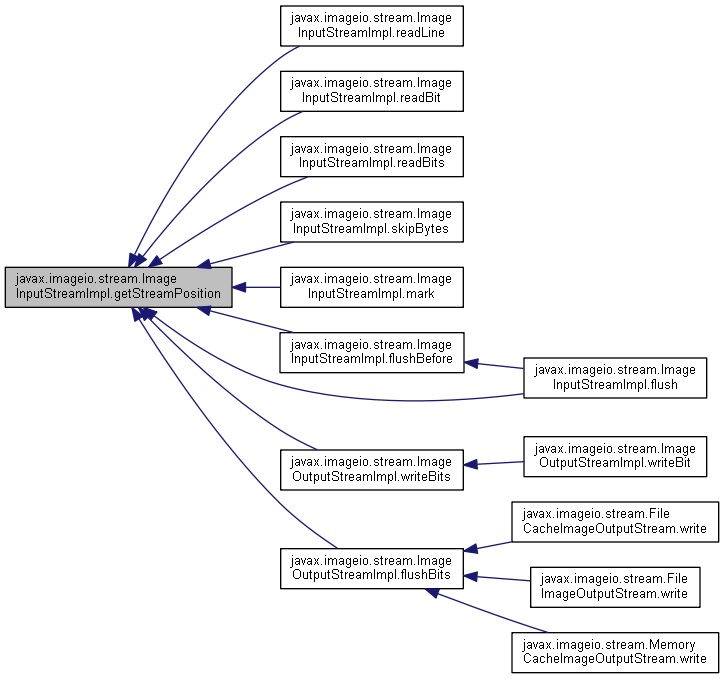 javax.imageio.stream.Image
InputStreamImpl.readLine
javax.imageio.stream.Image
InputStreamImpl.readBit
javax.imageio.stream.Image
InputStreamImpl.readBits
javax.imageio.stream.Image
InputStreamImpl.skipBytes
javax.imageio.stream.Image
InputStreamImpl.getStreamPosition
javax.imageio.stream.Image
InputStreamImpl.mark
javax.imageio.stream.Image
InputStreamImpl.flushBefore
javax.imageio.stream.Image
InputStreamImpl.flush
javax.imageio.stream.Image
OutputStreamImpl.writeBits
javax.imageio.stream.Image
OutputStreamImpl.writeBit
javax.imageio.stream.File
CacheImageOutputStream.write
javax.imageio.stream.Image
OutputStreamImpl.flushBits
javax.imageio.stream.File
ImageOutputStream.write
javax.imageio.stream.Memory
CacheImageOutputStream.write